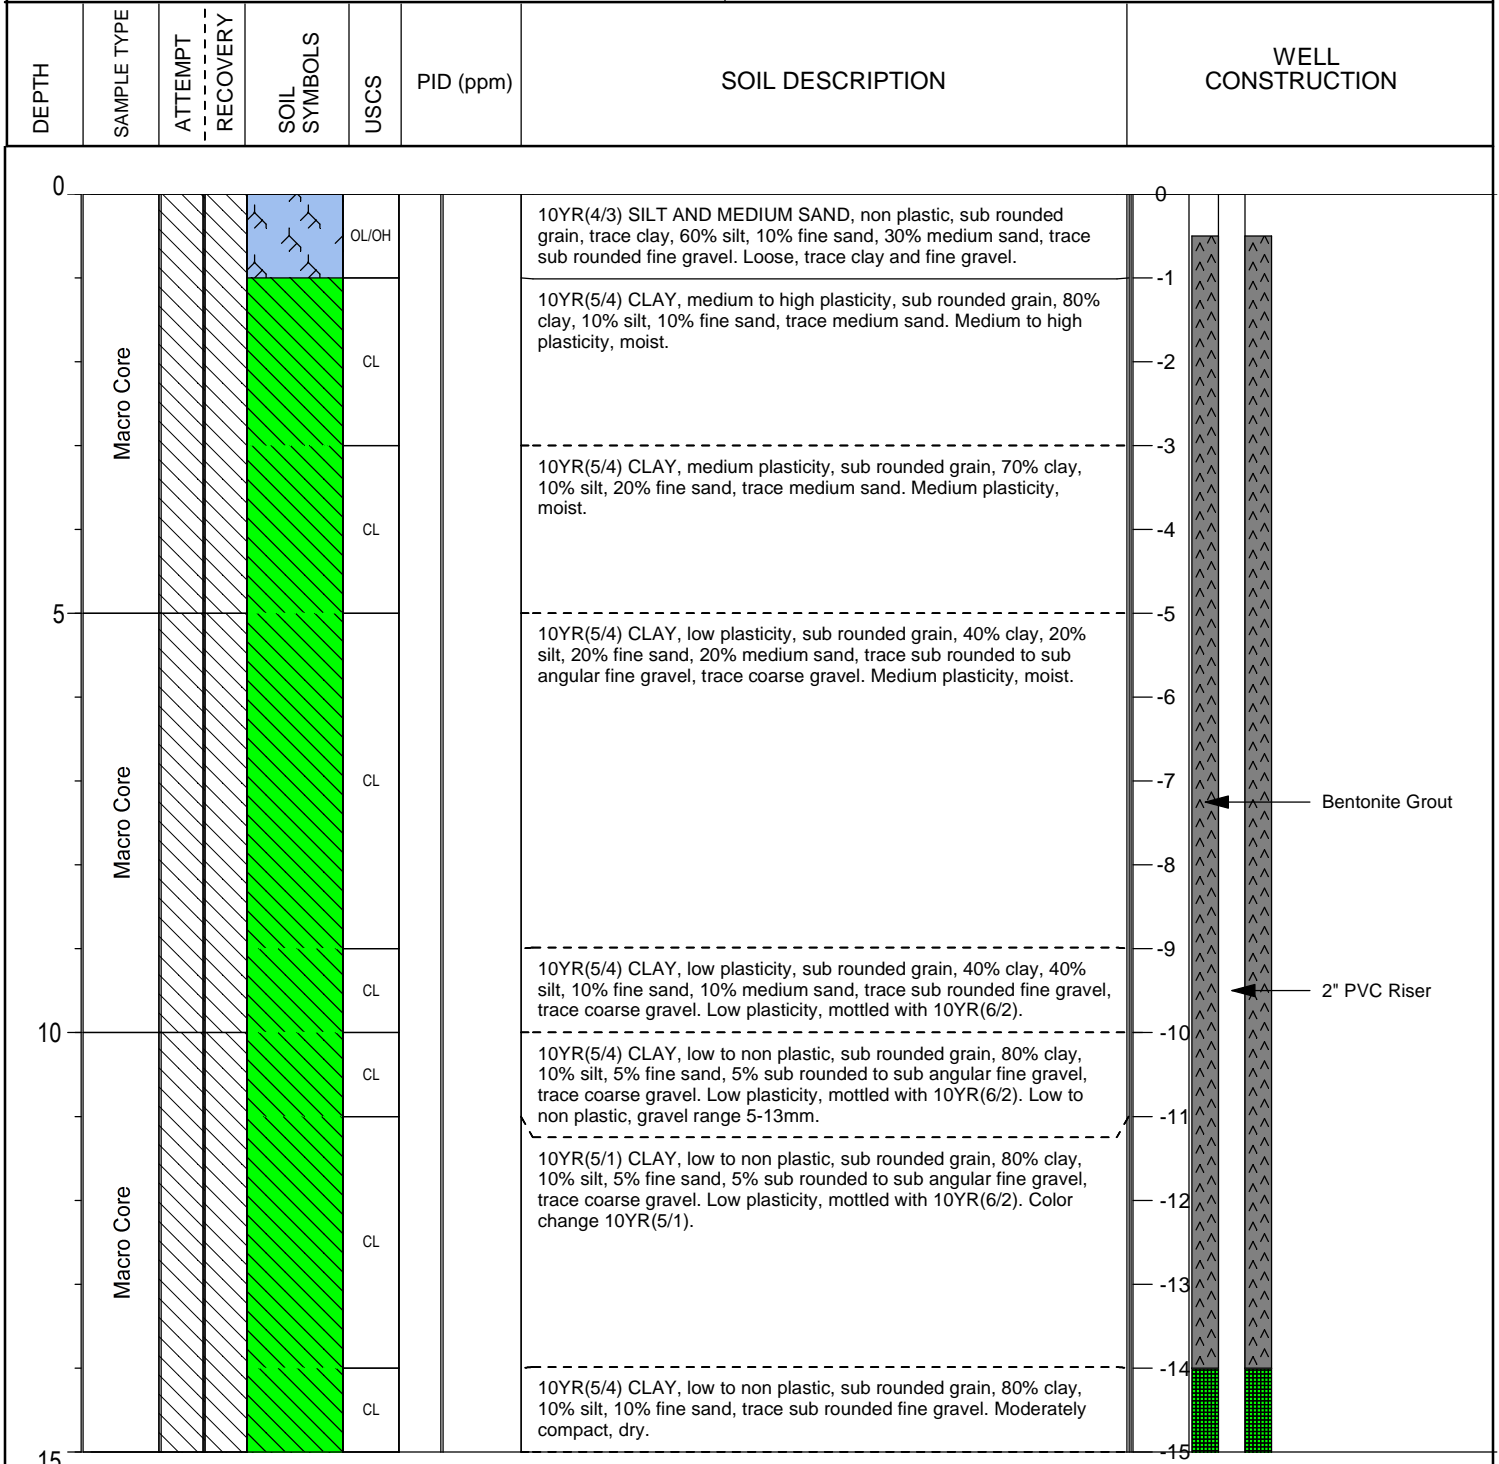 DEPTH
SAMPLE TYPE
ATTEMPT
RECOVERY
SOIL
SYMBOLS
USCS
PID (ppm)
SOIL DESCRIPTION
WELL
CONSTRUCTION
0
0
OL/OH
10YR(4/3) SILT AND MEDIUM SAND, non plastic, sub rounded
grain, trace clay, 60% silt, 10% fine sand, 30% medium sand, trace
sub rounded fine gravel. Loose, trace clay and fine gravel.
-1
Macro Core
CL
10YR(5/4) CLAY, medium to high plasticity, sub rounded grain, 80%
clay, 10% silt, 10% fine sand, trace medium sand. Medium to high
plasticity, moist.
-2
-3
CL
10YR(5/4) CLAY, medium plasticity, sub rounded grain, 70% clay,
10% silt, 20% fine sand, trace medium sand. Medium plasticity,
moist.
-4
5
-5
Macro Core
CL
10YR(5/4) CLAY, low plasticity, sub rounded grain, 40% clay, 20%
silt, 20% fine sand, 20% medium sand, trace sub rounded to sub
angular fine gravel, trace coarse gravel. Medium plasticity, moist.
-6
-7
Bentonite Grout
-8
-9
CL
10YR(5/4) CLAY, low plasticity, sub rounded grain, 40% clay, 40%
silt, 10% fine sand, 10% medium sand, trace sub rounded fine gravel,
trace coarse gravel. Low plasticity, mottled with 10YR(6/2).
2" PVC Riser
10
-10
CL
10YR(5/4) CLAY, low to non plastic, sub rounded grain, 80% clay,
10% silt, 5% fine sand, 5% sub rounded to sub angular fine gravel,
trace coarse gravel. Low plasticity, mottled with 10YR(6/2). Low to
non plastic, gravel range 5-13mm.
-11
Macro Core
CL
10YR(5/1) CLAY, low to non plastic, sub rounded grain, 80% clay,
10% silt, 5% fine sand, 5% sub rounded to sub angular fine gravel,
trace coarse gravel. Low plasticity, mottled with 10YR(6/2). Color
change 10YR(5/1).
-12
-13
-14
CL
10YR(5/4) CLAY, low to non plastic, sub rounded grain, 80% clay,
10% silt, 10% fine sand, trace sub rounded fine gravel. Moderately
compact, dry.
15
-15